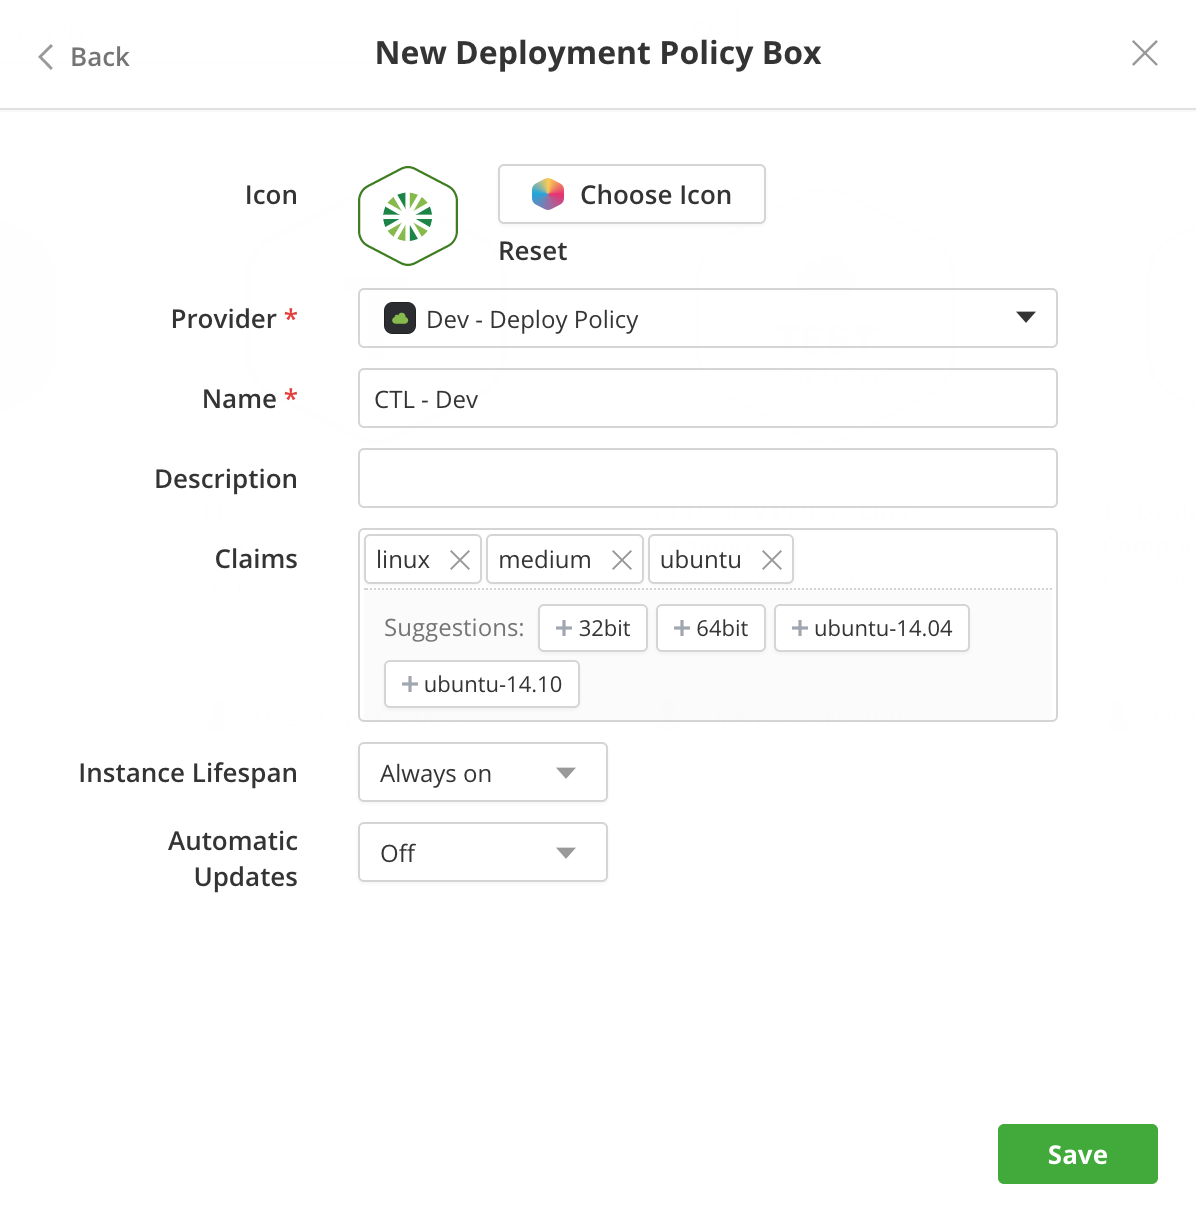 Back
New Deployment Policy Box
Icon
Choose Icon
Reset
Provider *
Dev - Deploy Policy
Name *
CTL - Dev
Description
Claims
linux medium ubuntu
Suggestions: + 32bit + 64bit + ubuntu-14.04
+ ubuntu-14.10
Instance Lifespan
Always on
Automatic
Updates
Off
Save